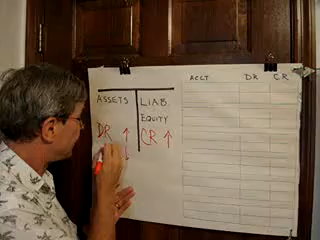 ACCT DR CR
ASSETS LIAB.
EQUITY
DR ↑ CR ↑